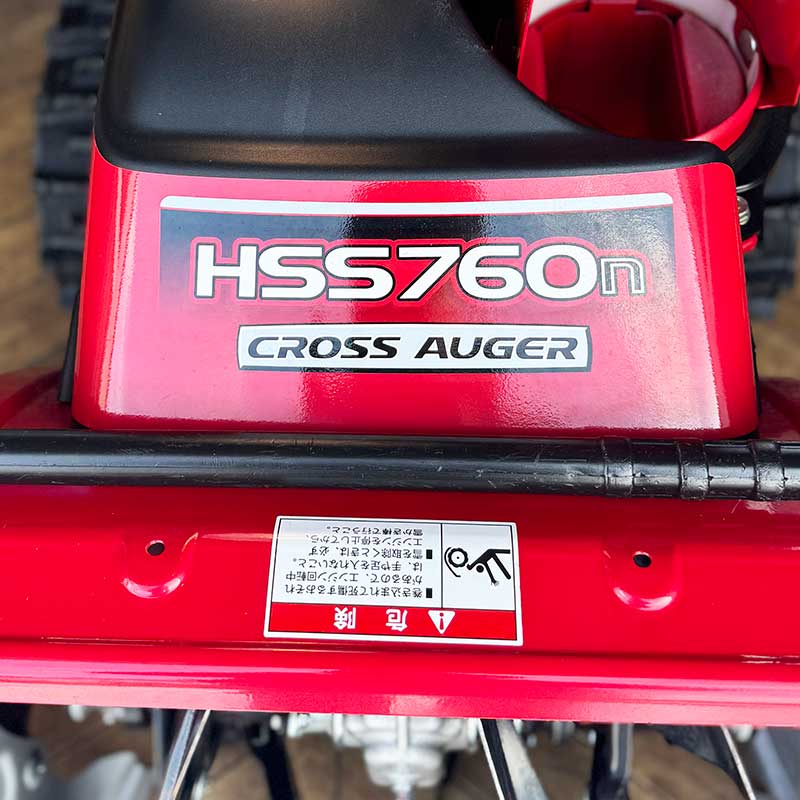 HSS760n
CROSS AUGER
危険
■ 巻き込まれて死傷するおそれ
があるので、エンジン回転中
は、手や足を入れないこと。
■ 雪を取除くときは、必ず
エンジンを停止してから、
雪かき棒で行うこと。